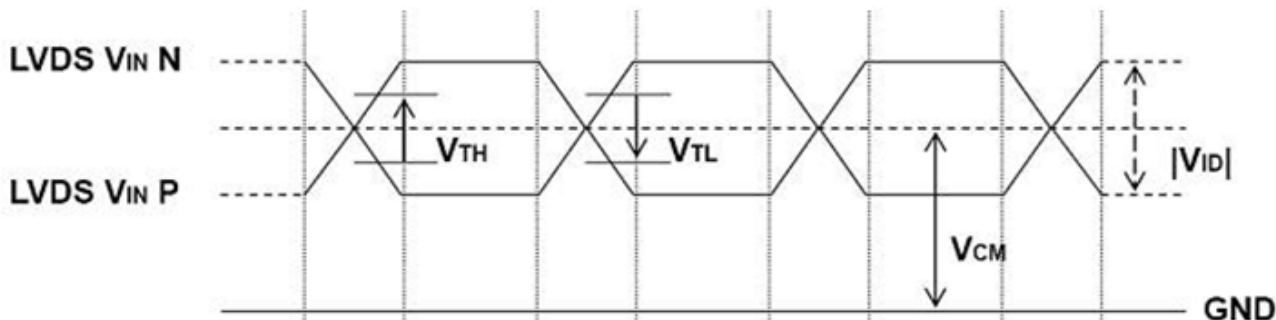 LVDS VIN N
VTH
VTL
LVDS VIN P
|VID|
VCM
GND